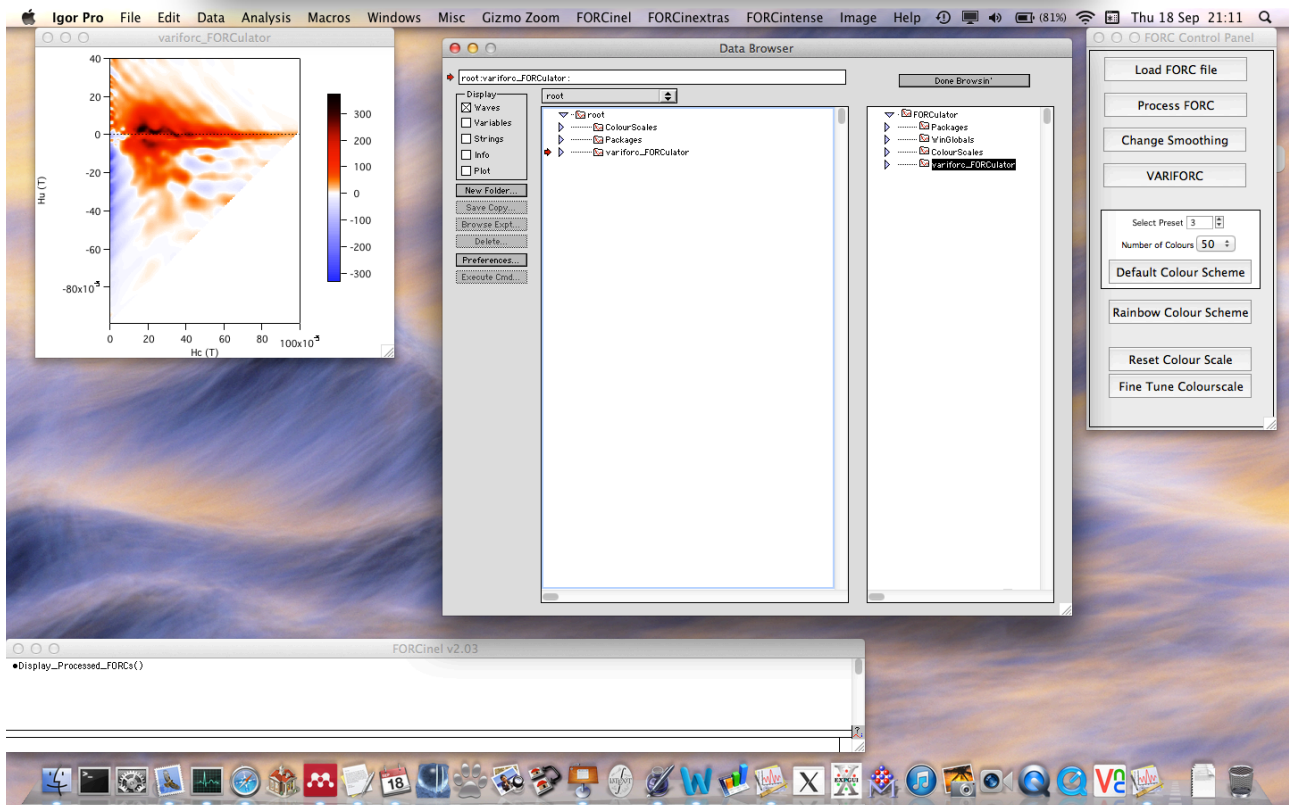 Igor Pro File Edit Data Analysis Macros Windows Misc Gizmo Zoom FORCinel FORCinextras FORCintense Image Help (81%) Thu 18 Sep 21:11
variforc_FORCulator
40
20
0
-20
-40
-60
-80x10⁻³
Hu (T)
0 20 40 60 80 100x10⁻³
Hc (T)
300
200
100
0
-100
-200
-300
Data Browser
root:variforc_FORCulator:
Done Browsin'
Display
Waves
Variables
Strings
Info
Plot
New Folder...
Save Copy...
Browse Expt...
Delete...
Preferences...
Execute Cmd...
root
root
ColourScales
Packages
variforc_FORCulator
FORCulator
Packages
WinGlobals
ColourScales
variforc_FORCulator
FORC Control Panel
Load FORC file
Process FORC
Change Smoothing
VARIFORC
Select Preset 3
Number of Colours 50
Default Colour Scheme
Rainbow Colour Scheme
Reset Colour Scale
Fine Tune Colourscale
FORCinel v2.03
•Display_Processed_FORCs()
18
EXPGUI